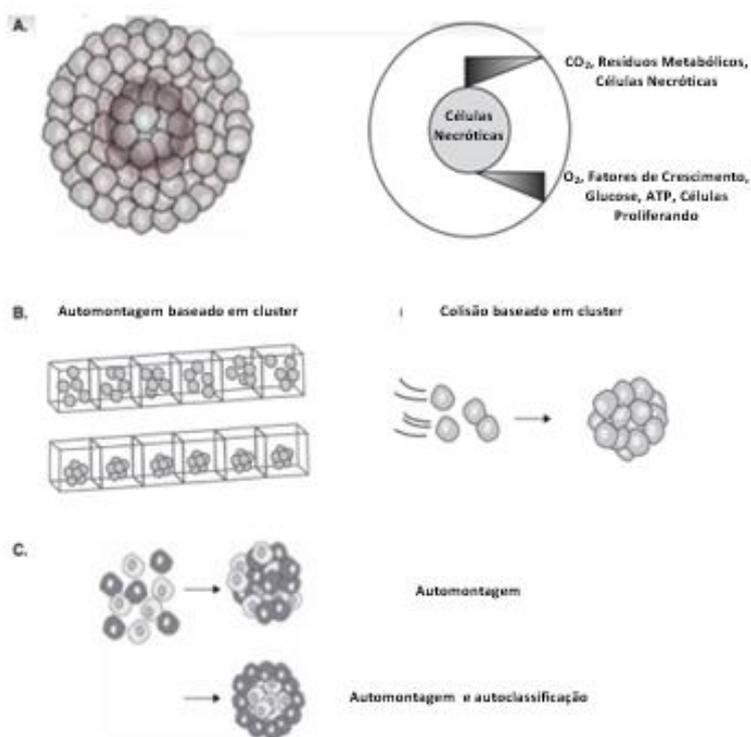 A.
CO₂, Resíduos Metabólicos,
Células Necróticas
Células
Necróticas
O₂, Fatores de Crescimento,
Glucose, ATP, Células
Proliferando
B. Automontagem baseado em cluster
Colisão baseado em cluster
C.
Automontagem
Automontagem e autoclassificação